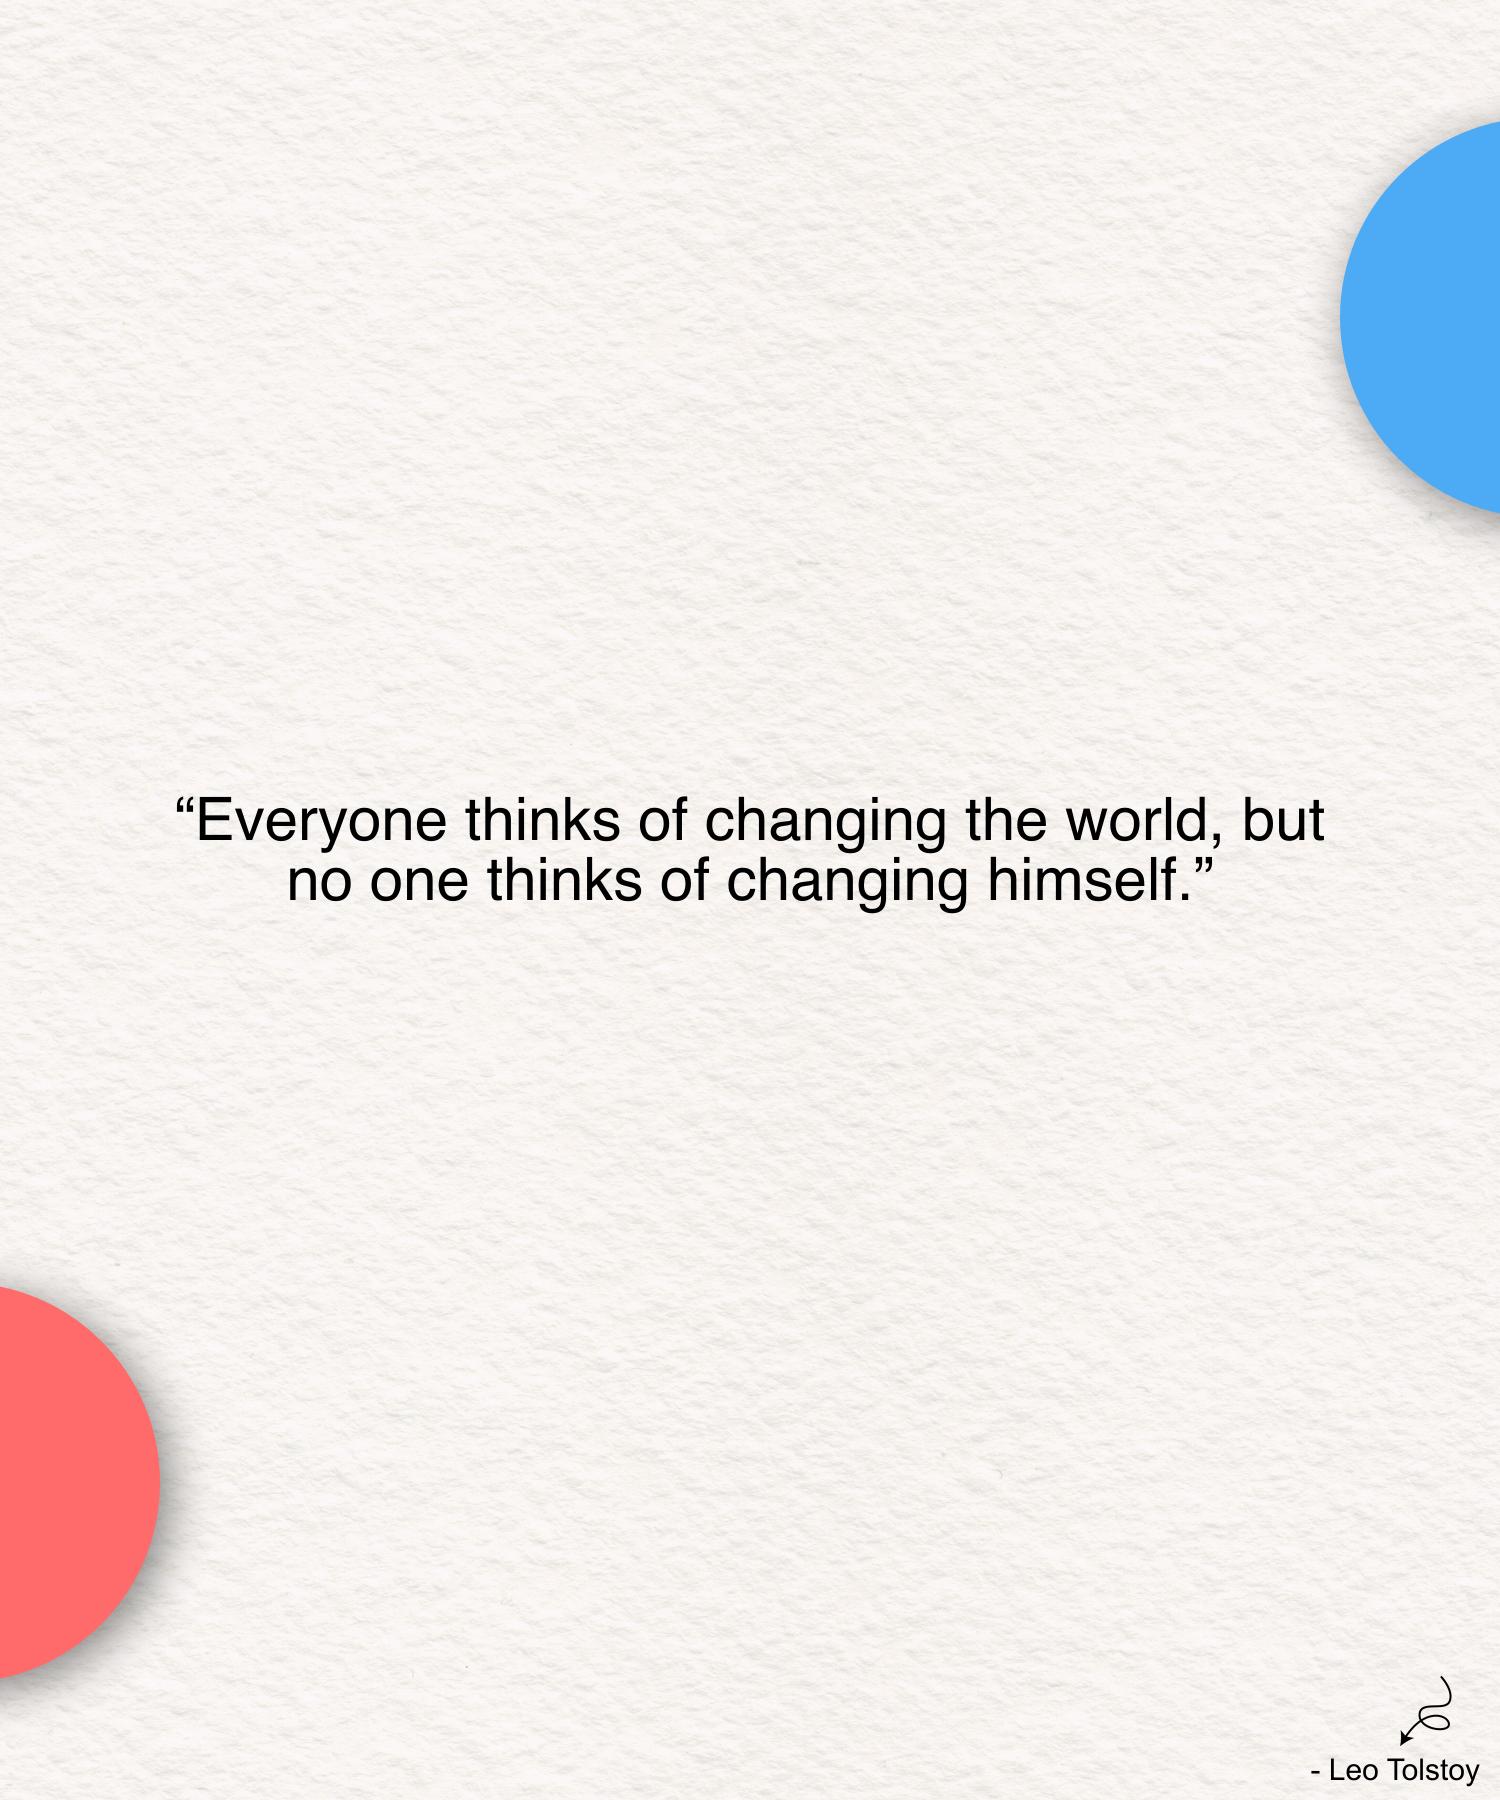 “Everyone thinks of changing the world, but
no one thinks of changing himself.”
- Leo Tolstoy